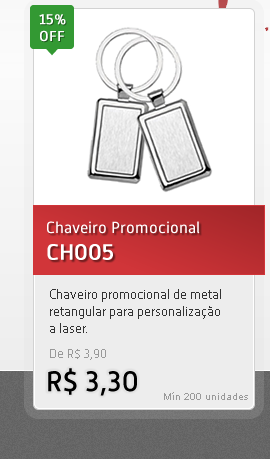 15%
OFF
Chaveiro Promocional
CH005
Chaveiro promocional de metal
retangular para personalização
a laser.
De R$ 3,90
R$ 3,30
Mín 200 unidades